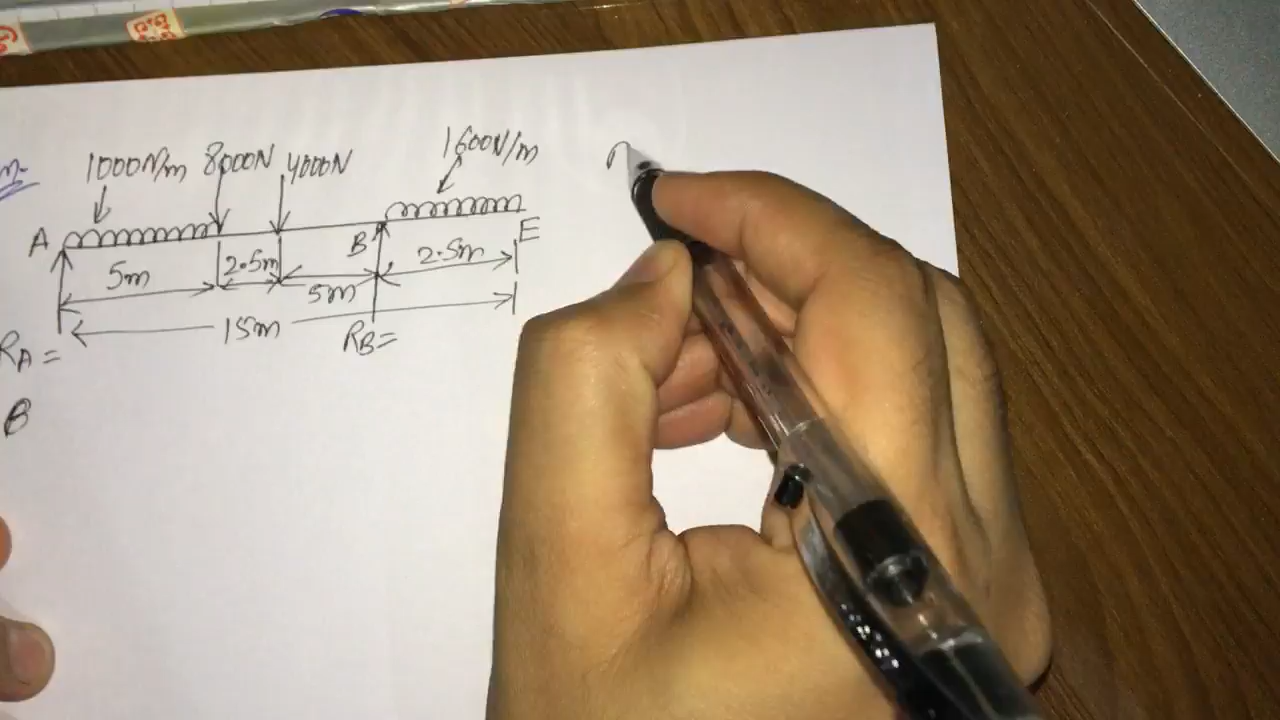 1000N/m 8000N 4000N 1600N/m
A B E
5m 2.5m 5m 2.5m
15m
RA = RB=